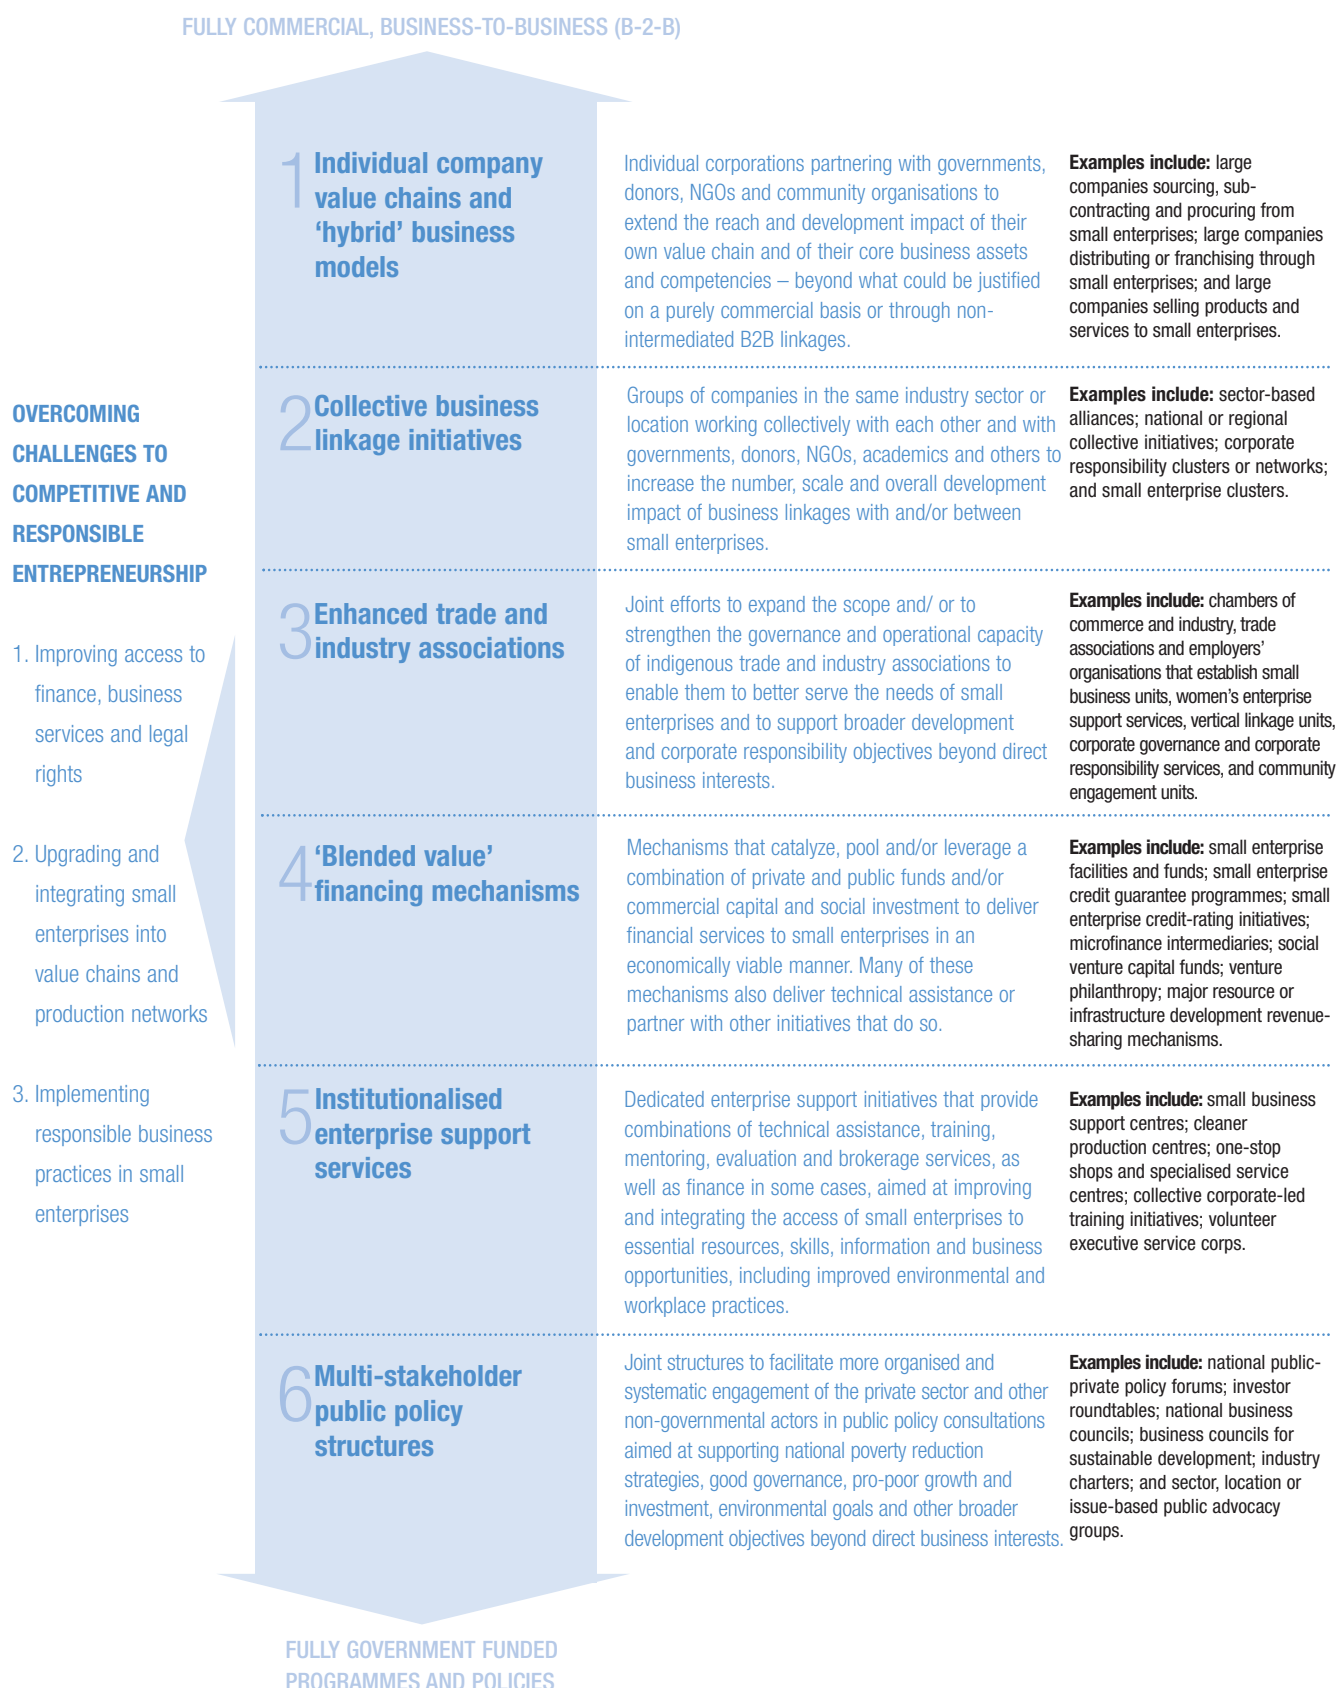 FULLY COMMERCIAL, BUSINESS-TO-BUSINESS (B-2-B)
OVERCOMING
CHALLENGES TO
COMPETITIVE AND
RESPONSIBLE
ENTREPRENEURSHIP
1. Improving access to
finance, business
services and legal
rights
2. Upgrading and
integrating small
enterprises into
value chains and
production networks
3. Implementing
responsible business
practices in small
enterprises
1 Individual company
value chains and
‘hybrid’ business
models
Individual corporations partnering with governments,
donors, NGOs and community organisations to
extend the reach and development impact of their
own value chain and of their core business assets
and competencies – beyond what could be justified
on a purely commercial basis or through non-
intermediated B2B linkages.
Examples include: large
companies sourcing, sub-
contracting and procuring from
small enterprises; large companies
distributing or franchising through
small enterprises; and large
companies selling products and
services to small enterprises.
2 Collective business
linkage initiatives
Groups of companies in the same industry sector or
location working collectively with each other and with
governments, donors, NGOs, academics and others to
increase the number, scale and overall development
impact of business linkages with and/or between
small enterprises.
Examples include: sector-based
alliances; national or regional
collective initiatives; corporate
responsibility clusters or networks;
and small enterprise clusters.
3 Enhanced trade and
industry associations
Joint efforts to expand the scope and/ or to
strengthen the governance and operational capacity
of indigenous trade and industry associations to
enable them to better serve the needs of small
enterprises and to support broader development
and corporate responsibility objectives beyond direct
business interests.
Examples include: chambers of
commerce and industry, trade
associations and employers’
organisations that establish small
business units, women’s enterprise
support services, vertical linkage units,
corporate governance and corporate
responsibility services, and community
engagement units.
4 ‘Blended value’
financing mechanisms
Mechanisms that catalyze, pool and/or leverage a
combination of private and public funds and/or
commercial capital and social investment to deliver
financial services to small enterprises in an
economically viable manner. Many of these
mechanisms also deliver technical assistance or
partner with other initiatives that do so.
Examples include: small enterprise
facilities and funds; small enterprise
credit guarantee programmes; small
enterprise credit-rating initiatives;
microfinance intermediaries; social
venture capital funds; venture
philanthropy; major resource or
infrastructure development revenue-
sharing mechanisms.
5 Institutionalised
enterprise support
services
Dedicated enterprise support initiatives that provide
combinations of technical assistance, training,
mentoring, evaluation and brokerage services, as
well as finance in some cases, aimed at improving
and integrating the access of small enterprises to
essential resources, skills, information and business
opportunities, including improved environmental and
workplace practices.
Examples include: small business
support centres; cleaner
production centres; one-stop
shops and specialised service
centres; collective corporate-led
training initiatives; volunteer
executive service corps.
6 Multi-stakeholder
public policy
structures
Joint structures to facilitate more organised and
systematic engagement of the private sector and other
non-governmental actors in public policy consultations
aimed at supporting national poverty reduction
strategies, good governance, pro-poor growth and
investment, environmental goals and other broader
development objectives beyond direct business interests.
Examples include: national public-
private policy forums; investor
roundtables; national business
councils; business councils for
sustainable development; industry
charters; and sector, location or
issue-based public advocacy
groups.
FULLY GOVERNMENT FUNDED
PROGRAMMES AND POLICIES